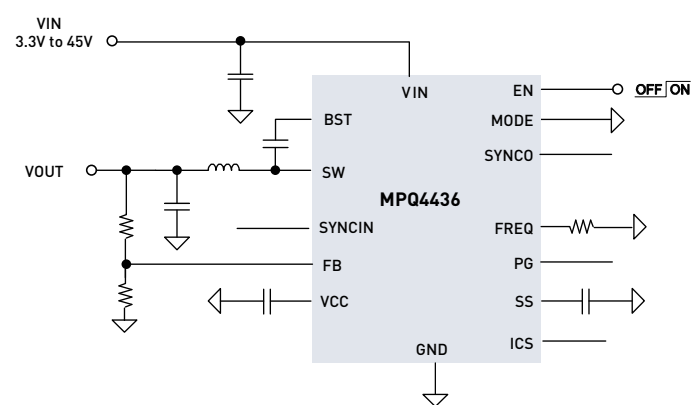 VIN
3.3V to 45V
VIN
EN
OFF ON
BST
MODE
SYNCO
VOUT
SW
MPQ4436
SYNCIN
FREQ
FB
PG
VCC
SS
ICS
GND